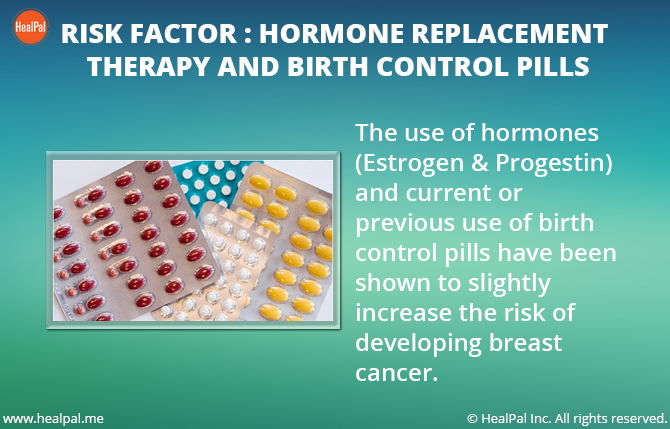 HealPal
RISK FACTOR : HORMONE REPLACEMENT
THERAPY AND BIRTH CONTROL PILLS
The use of hormones
(Estrogen & Progestin)
and current or
previous use of birth
control pills have been
shown to slightly
increase the risk of
developing breast
cancer.
www.healpal.me
© HealPal Inc. All rights reserved.